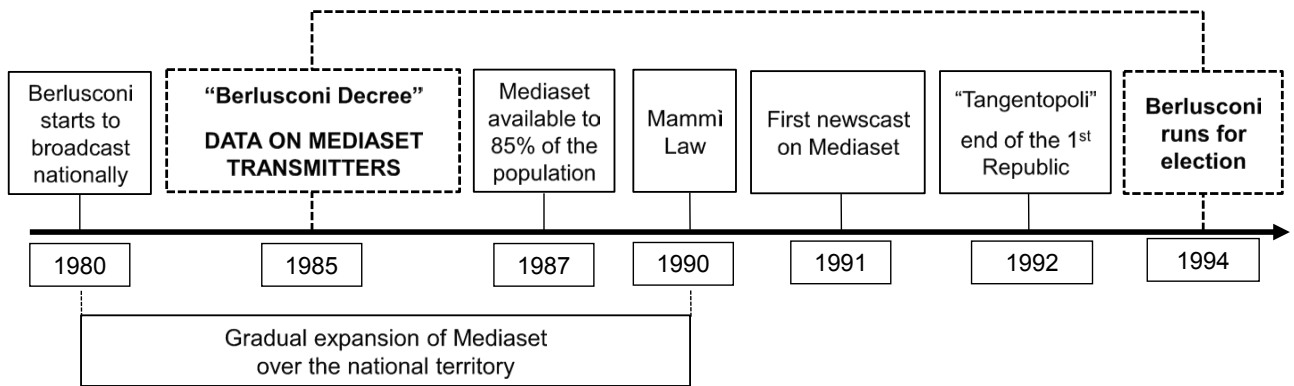 Berlusconi
starts to
broadcast
nationally
“Berlusconi Decree”
DATA ON MEDIASET
TRANSMITTERS
Mediaset
available to
85% of the
population
Mammì
Law
First newscast
on Mediaset
“Tangentopoli”
end of the 1st
Republic
Berlusconi
runs for
election
1980
1985
1987
1990
1991
1992
1994
Gradual expansion of Mediaset
over the national territory